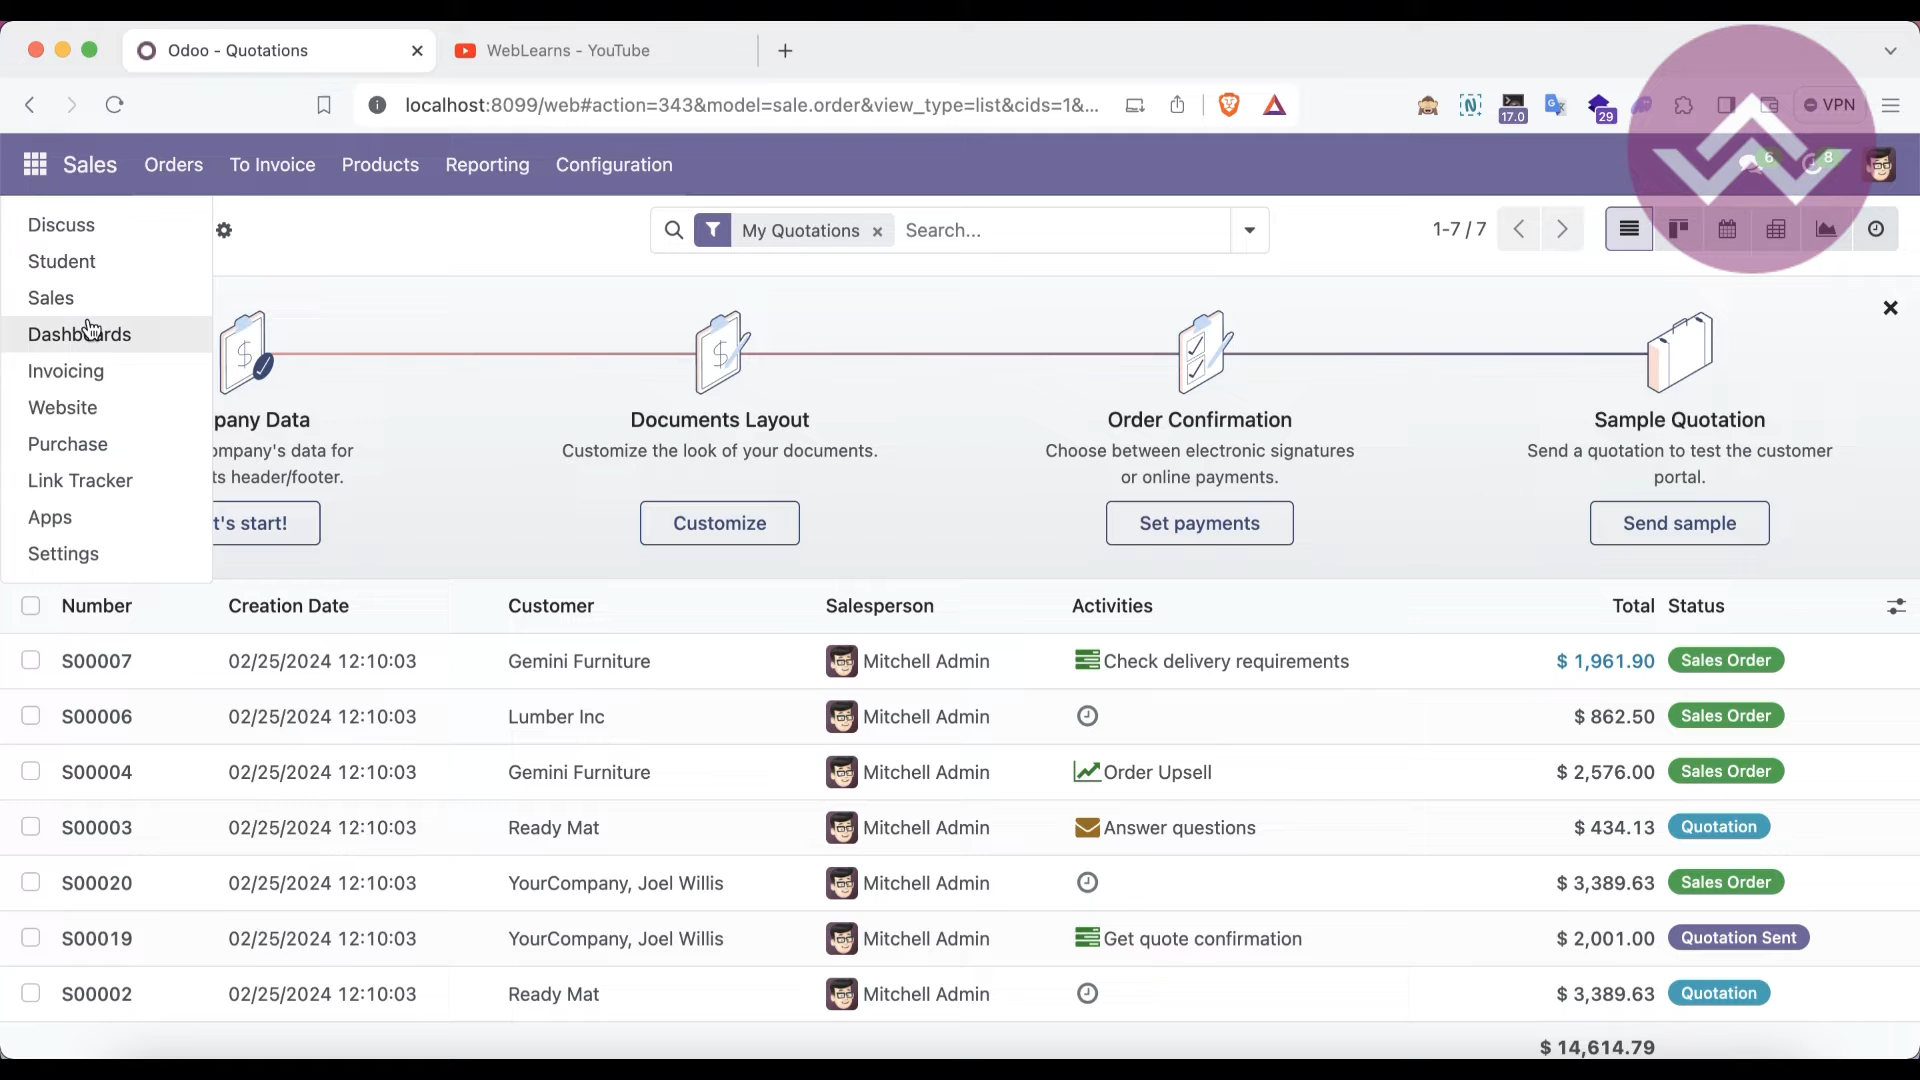 Odoo - Quotations
WebLearns - YouTube
localhost:8099/web#action=343&model=sale.order&view_type=list&cids=1&...
17.0
29
VPN
Sales Orders To Invoice Products Reporting Configuration
6
8
Discuss
Student
Sales
Dashboards
Invoicing
Website
Purchase
Link Tracker
Apps
Settings
My Quotations
Search...
1-7 / 7
pany Data
ompany's data for
ts header/footer.
t's start!
Documents Layout
Customize the look of your documents.
Customize
Order Confirmation
Choose between electronic signatures
or online payments.
Set payments
Sample Quotation
Send a quotation to test the customer
portal.
Send sample
Number Creation Date Customer Salesperson Activities Total Status
S00007 02/25/2024 12:10:03 Gemini Furniture Mitchell Admin Check delivery requirements $ 1,961.90 Sales Order
S00006 02/25/2024 12:10:03 Lumber Inc Mitchell Admin $ 862.50 Sales Order
S00004 02/25/2024 12:10:03 Gemini Furniture Mitchell Admin Order Upsell $ 2,576.00 Sales Order
S00003 02/25/2024 12:10:03 Ready Mat Mitchell Admin Answer questions $ 434.13 Quotation
S00020 02/25/2024 12:10:03 YourCompany, Joel Willis Mitchell Admin $ 3,389.63 Sales Order
S00019 02/25/2024 12:10:03 YourCompany, Joel Willis Mitchell Admin Get quote confirmation $ 2,001.00 Quotation Sent
S00002 02/25/2024 12:10:03 Ready Mat Mitchell Admin $ 3,389.63 Quotation
$ 14,614.79